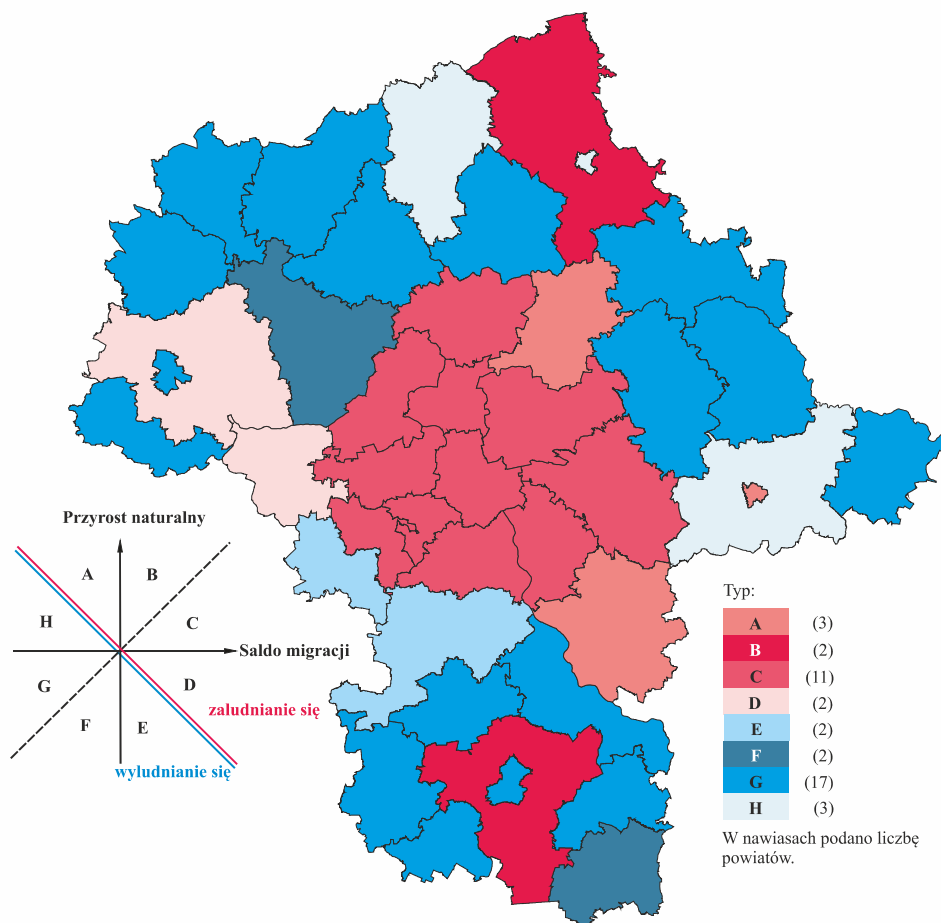 Przyrost naturalny
A
B
H
C
Saldo migracji
G
D
F
E
zaludnianie się
wyludnianie się
Typ:
A (3)
B (2)
C (11)
D (2)
E (2)
F (2)
G (17)
H (3)
W nawiasach podano liczbę
powiatów.